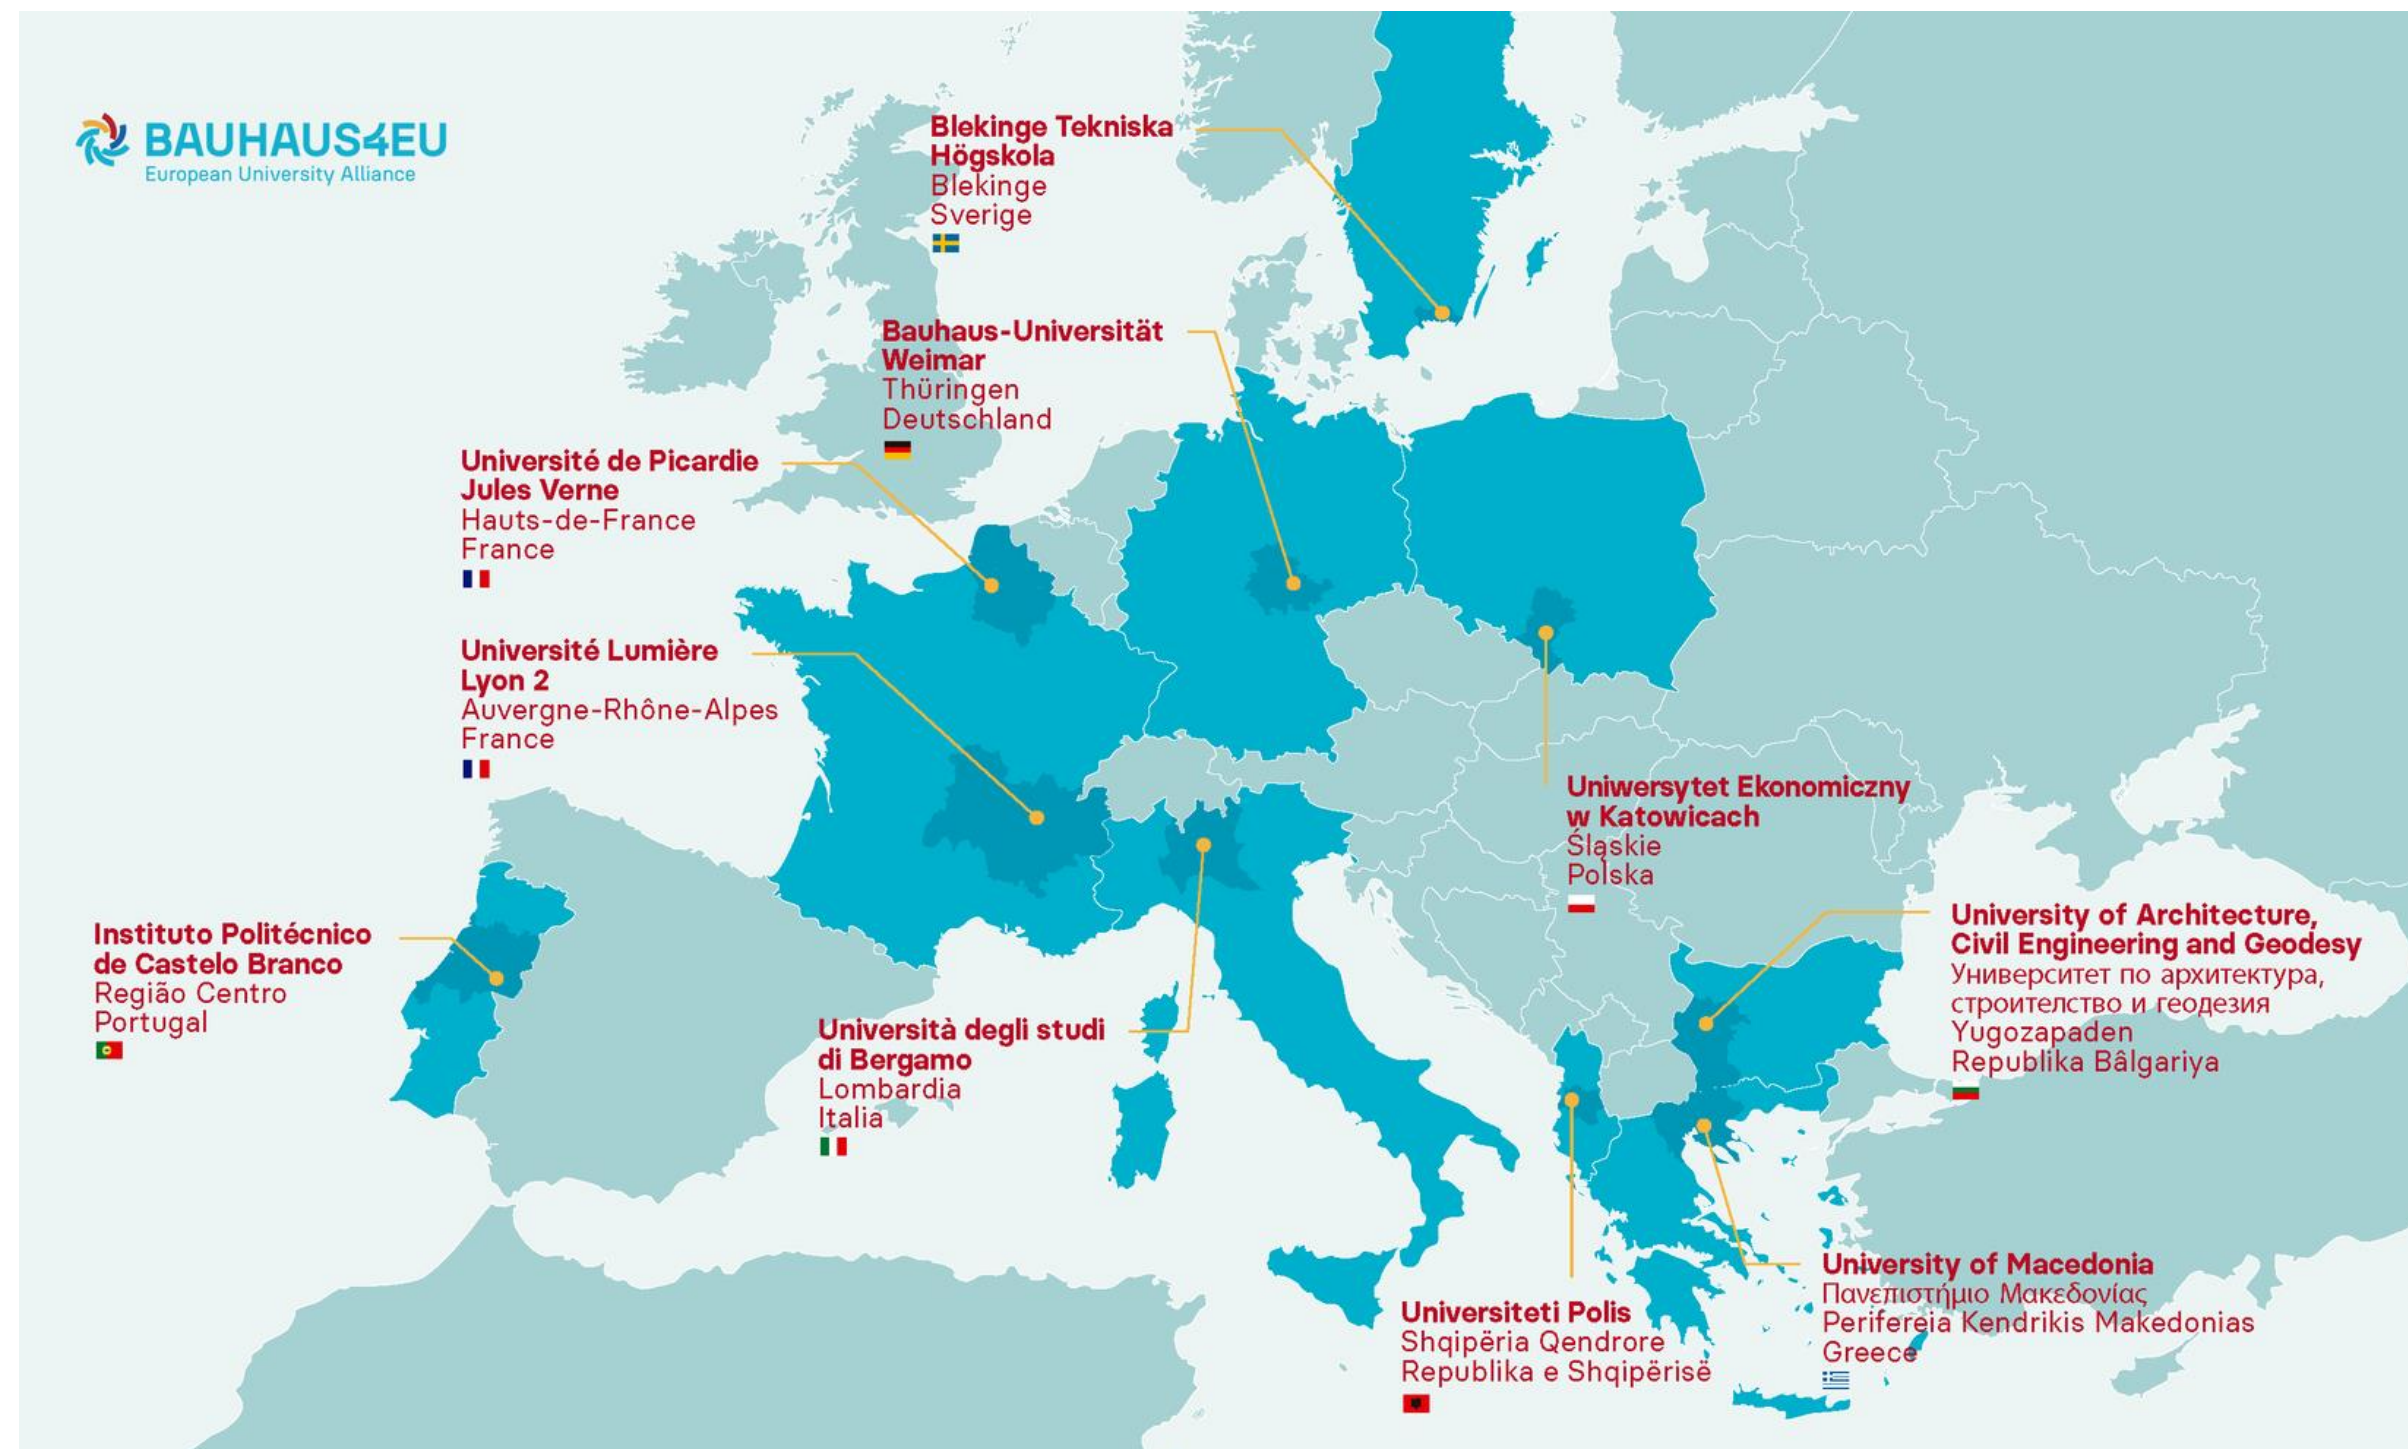 BAUHAUS4EU
European University Alliance
Blekinge Tekniska
Högskola
Blekinge
Sverige
Bauhaus-Universität
Weimar
Thüringen
Deutschland
Université de Picardie
Jules Verne
Hauts-de-France
France
Université Lumière
Lyon 2
Auvergne-Rhône-Alpes
France
Uniwersytet Ekonomiczny
w Katowicach
Śląskie
Polska
Instituto Politécnico
de Castelo Branco
Região Centro
Portugal
University of Architecture,
Civil Engineering and Geodesy
Университет по архитектура,
строителство и геодезия
Yugozapaden
Republika Bâlgariya
Università degli studi
di Bergamo
Lombardia
Italia
University of Macedonia
Πανεπιστήμιο Μακεδονίας
Perifereia Kendrikis Makedonias
Greece
Universiteti Polis
Shqipëria Qendrore
Republika e Shqipërisë